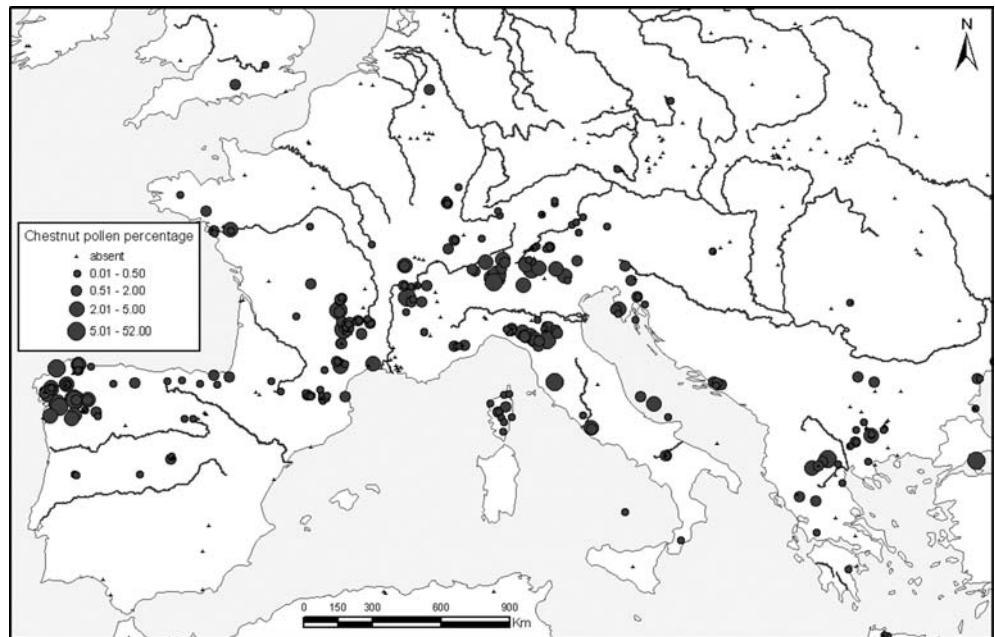 N
Chestnut pollen percentage
absent
0.01 - 0.50
0.51 - 2.00
2.01 - 5.00
5.01 - 52.00
0 150 300 600 900
Km